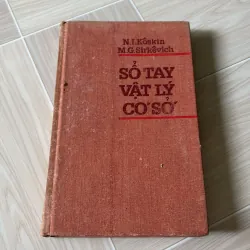 N.I. Kôskin
M.G. Sirkêvich
SỔ TAY
VẬT LÝ
CƠ SỞ